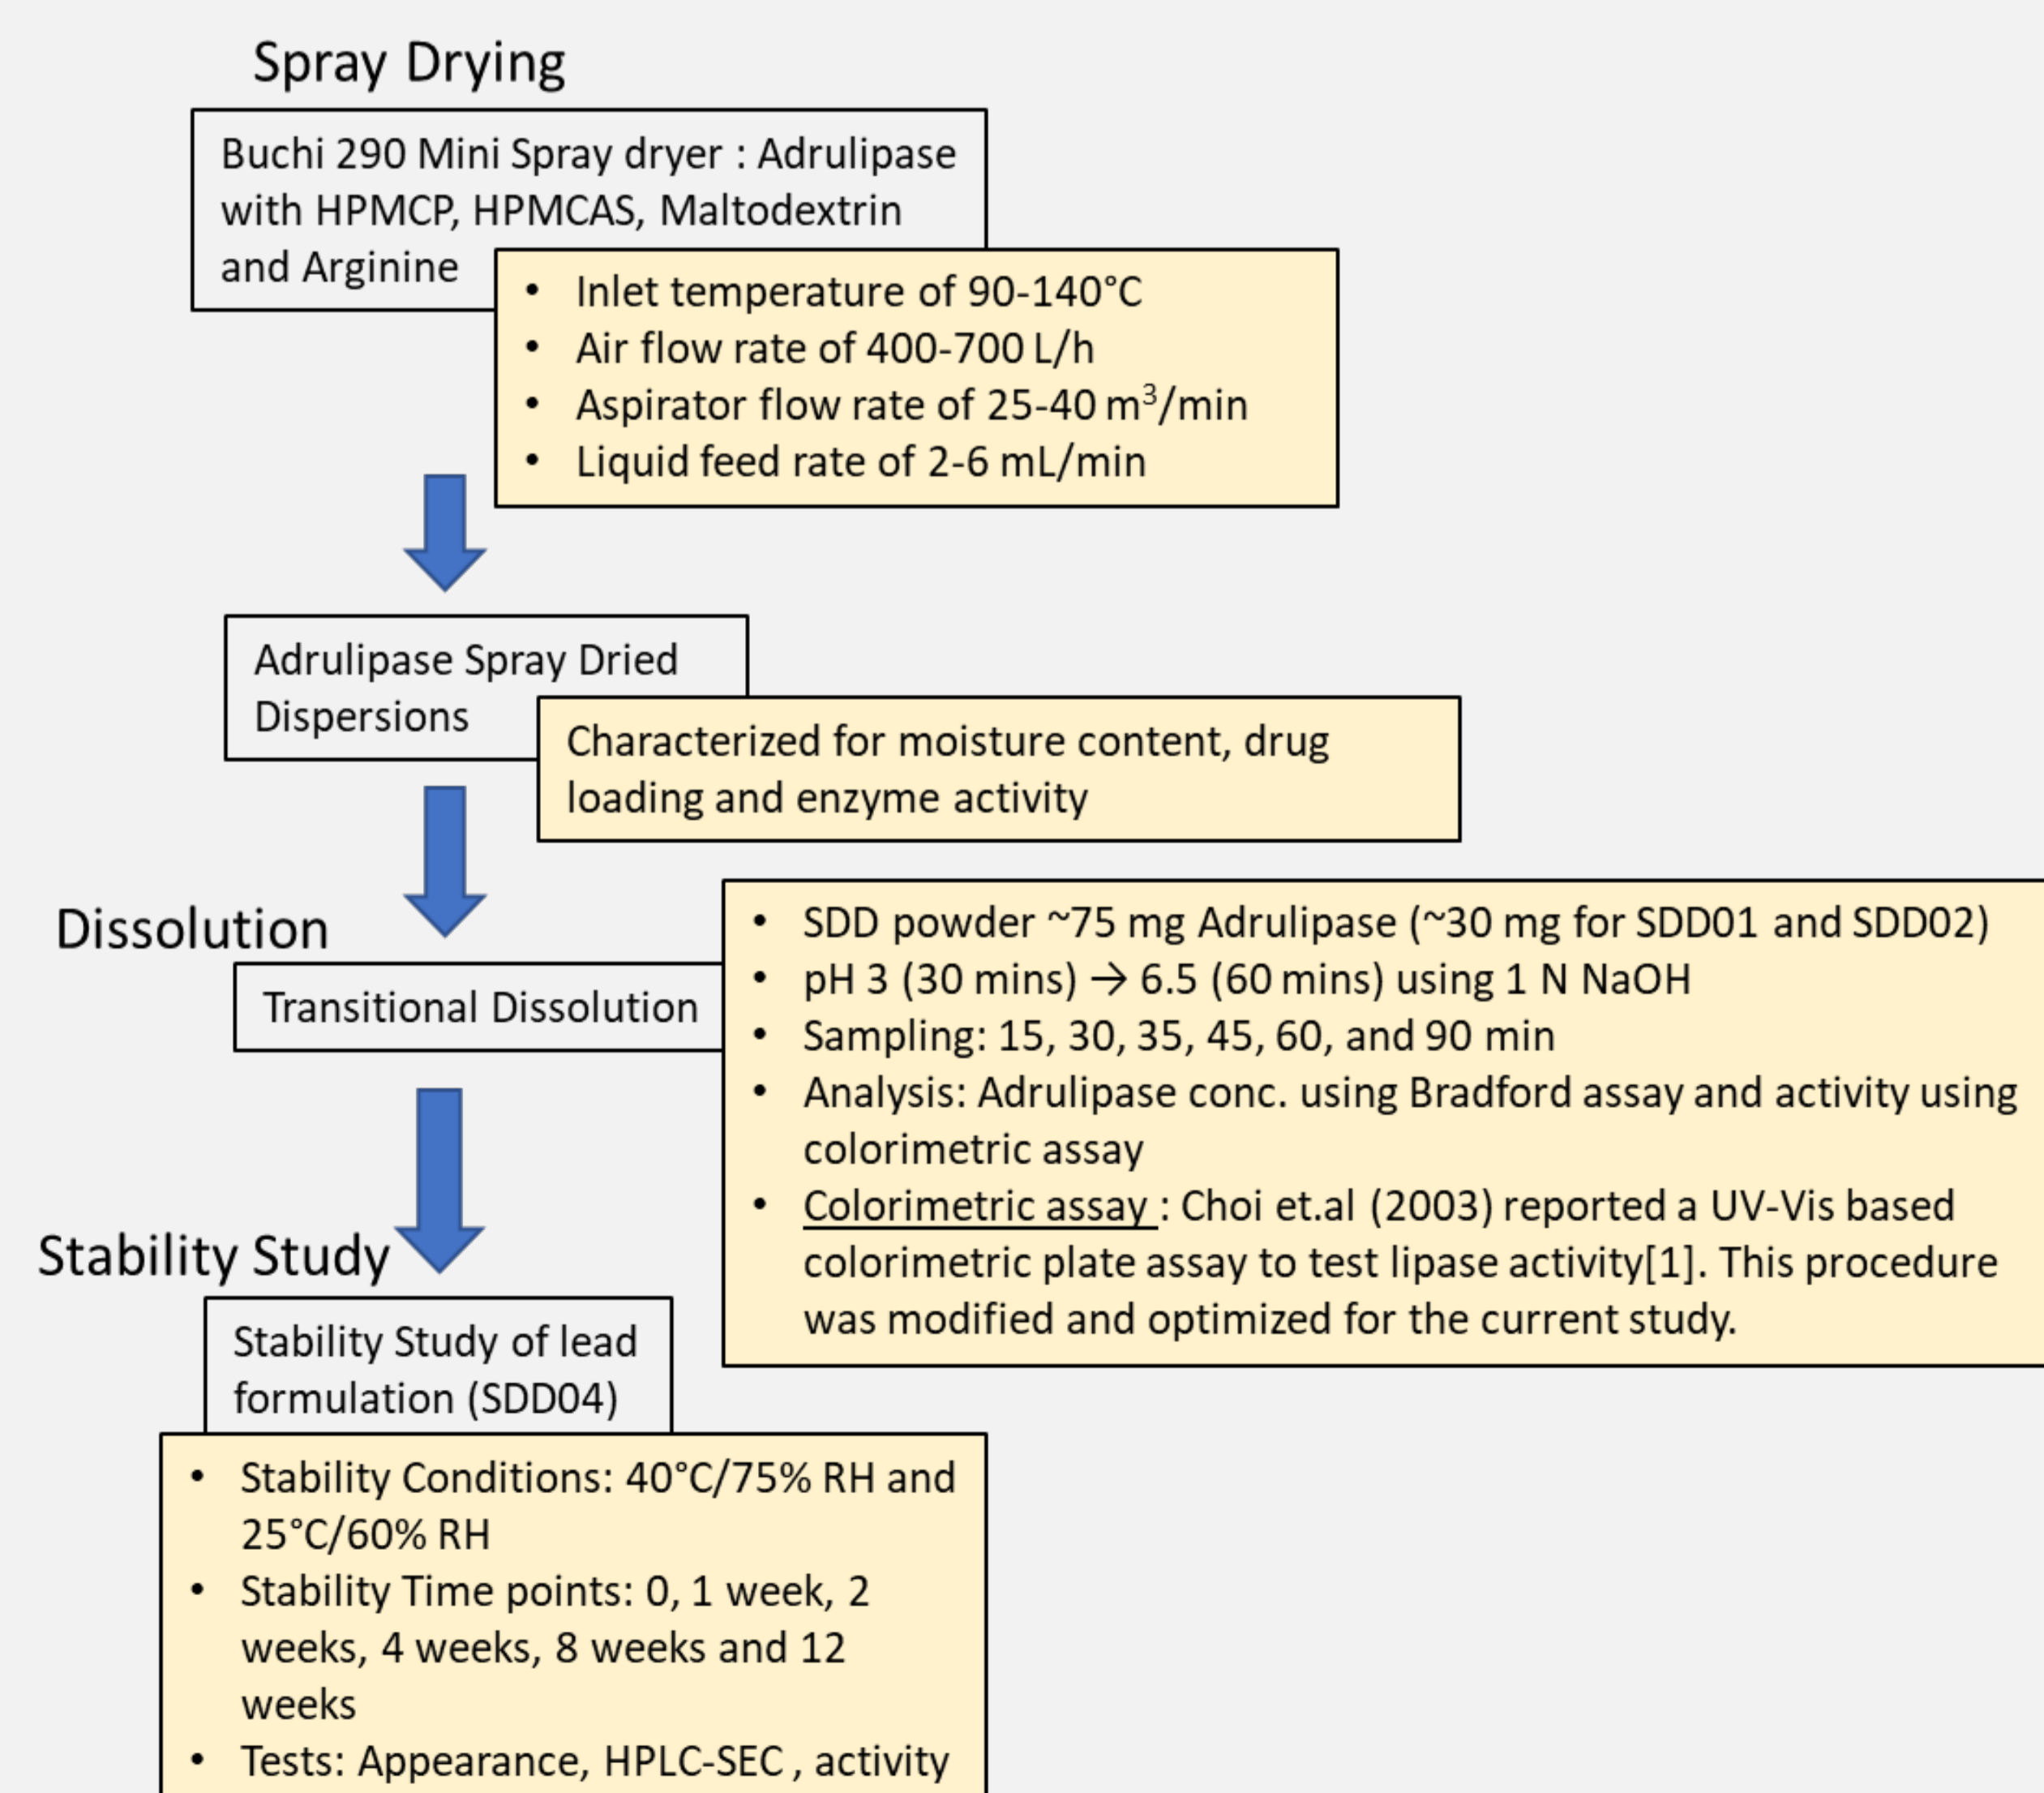 Spray Drying
Buchi 290 Mini Spray dryer : Adrulipase
with HPMCP, HPMCAS, Maltodextrin
and Arginine
• Inlet temperature of 90-140°C
• Air flow rate of 400-700 L/h
• Aspirator flow rate of 25-40 m³/min
• Liquid feed rate of 2-6 mL/min
Adrulipase Spray Dried
Dispersions
Characterized for moisture content, drug
loading and enzyme activity
Dissolution
Transitional Dissolution
• SDD powder ~75 mg Adrulipase (~30 mg for SDD01 and SDD02)
• pH 3 (30 mins) → 6.5 (60 mins) using 1 N NaOH
• Sampling: 15, 30, 35, 45, 60, and 90 min
• Analysis: Adrulipase conc. using Bradford assay and activity using
colorimetric assay
• Colorimetric assay : Choi et.al (2003) reported a UV-Vis based
colorimetric plate assay to test lipase activity[1]. This procedure
was modified and optimized for the current study.
Stability Study
Stability Study of lead
formulation (SDD04)
• Stability Conditions: 40°C/75% RH and
25°C/60% RH
• Stability Time points: 0, 1 week, 2
weeks, 4 weeks, 8 weeks and 12
weeks
• Tests: Appearance, HPLC-SEC , activity